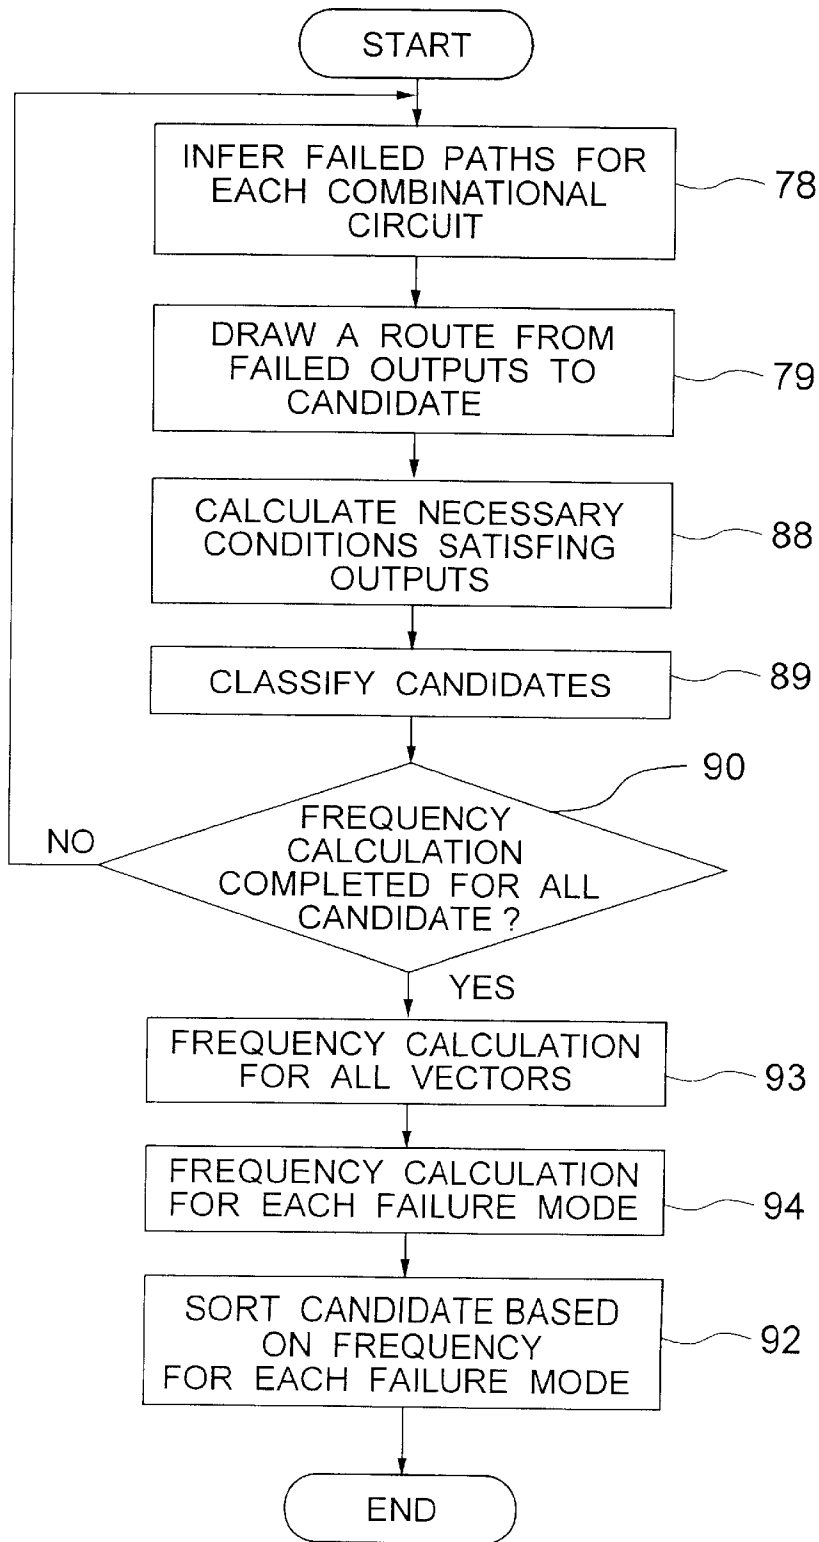 START
INFER FAILED PATHS FOR
EACH COMBINATIONAL
CIRCUIT
78
DRAW A ROUTE FROM
FAILED OUTPUTS TO
CANDIDATE
79
CALCULATE NECESSARY
CONDITIONS SATISFING
OUTPUTS
88
CLASSIFY CANDIDATES
89
90
FREQUENCY
CALCULATION
COMPLETED FOR ALL
CANDIDATE ?
NO
YES
FREQUENCY CALCULATION
FOR ALL VECTORS
93
FREQUENCY CALCULATION
FOR EACH FAILURE MODE
94
SORT CANDIDATE BASED
ON FREQUENCY
FOR EACH FAILURE MODE
92
END